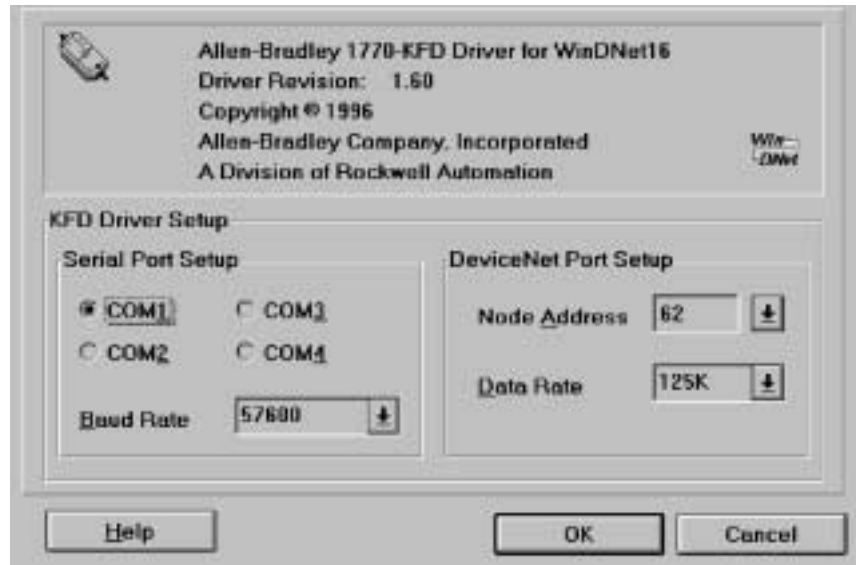 Allen-Bradley 1770-KFD Driver for WinDNet16
Driver Revision: 1.60
Copyright © 1996
Allen-Bradley Company, Incorporated
A Division of Rockwell Automation
Win
DNet
KFD Driver Setup
Serial Port Setup
COM1
COM3
COM2
COM4
Baud Rate
57600
DeviceNet Port Setup
Node Address
62
Data Rate
125K
Help
OK
Cancel